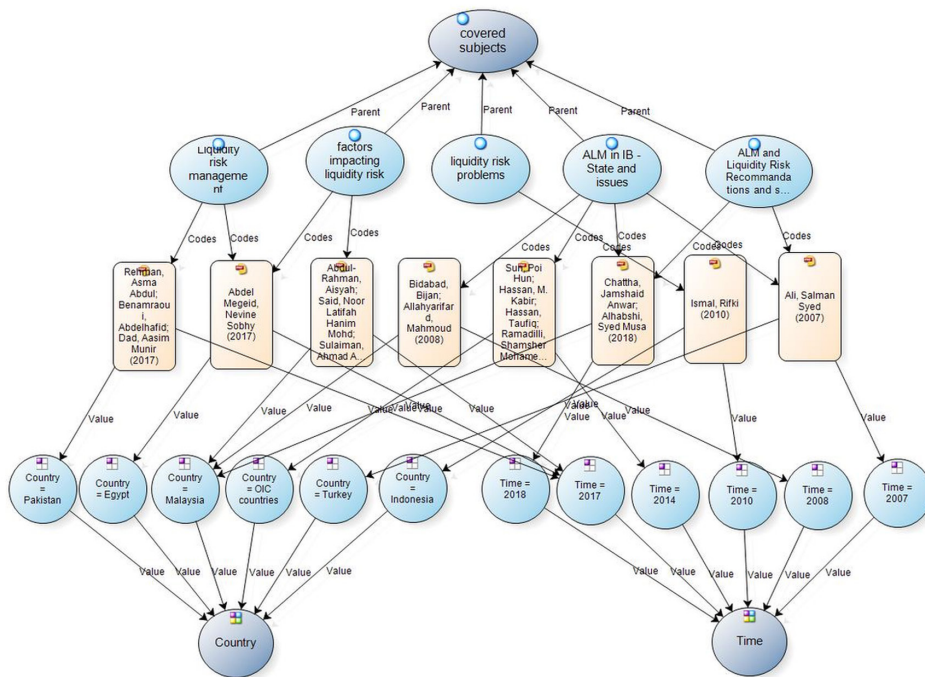 covered
subjects
Parent
Parent
Parent
Parent
Parent
Liquidity
risk
manageme
nt
factors
impacting
liquidity risk
liquidity risk
problems
ALM in IB -
State and
issues
ALM and
Liquidity Risk
Recommanda
tions and s...
Codes
Codes
Codes
Codes
Codes
Codes
Codes
Codes
Codes
Codes
Codes
Rehman,
Asma
Abdul;
Benamraou
i,
Abdelhafid;
Dad, Aasim
Munir
(2017)
Abdel
Megeid,
Nevine
Sobhy
(2017)
Abdul-
Rahman,
Aisyah;
Said, Noor
Latifah
Hanim
Mohd;
Sulaiman,
Ahmad A...
Bidabad,
Bijan;
Allahyarifar
d,
Mahmoud
(2008)
Sun, Poi
Hun;
Hassan, M.
Kabir;
Hassan,
Taufiq;
Ramadilli,
Shamsher
Mohame...
Chattha,
Jamshaid
Anwar;
Alhabshi,
Syed Musa
(2018)
Ismal, Rifki
(2010)
Ali, Salman
Syed
(2007)
Value
Value
Value
Value
Value
Value
Value
Value
Value
Value
Value
Value
Value
Value
Country
= Pakistan
Country
= Egypt
Country
=
Malaysia
Country
= OIC
countries
Country
= Turkey
Country
=
Indonesia
Time =
2018
Time =
2017
Time =
2014
Time =
2010
Time =
2008
Time =
2007
Value
Value
Value
Value
Value
Value
Value
Value
Value
Value
Value
Value
Country
Time